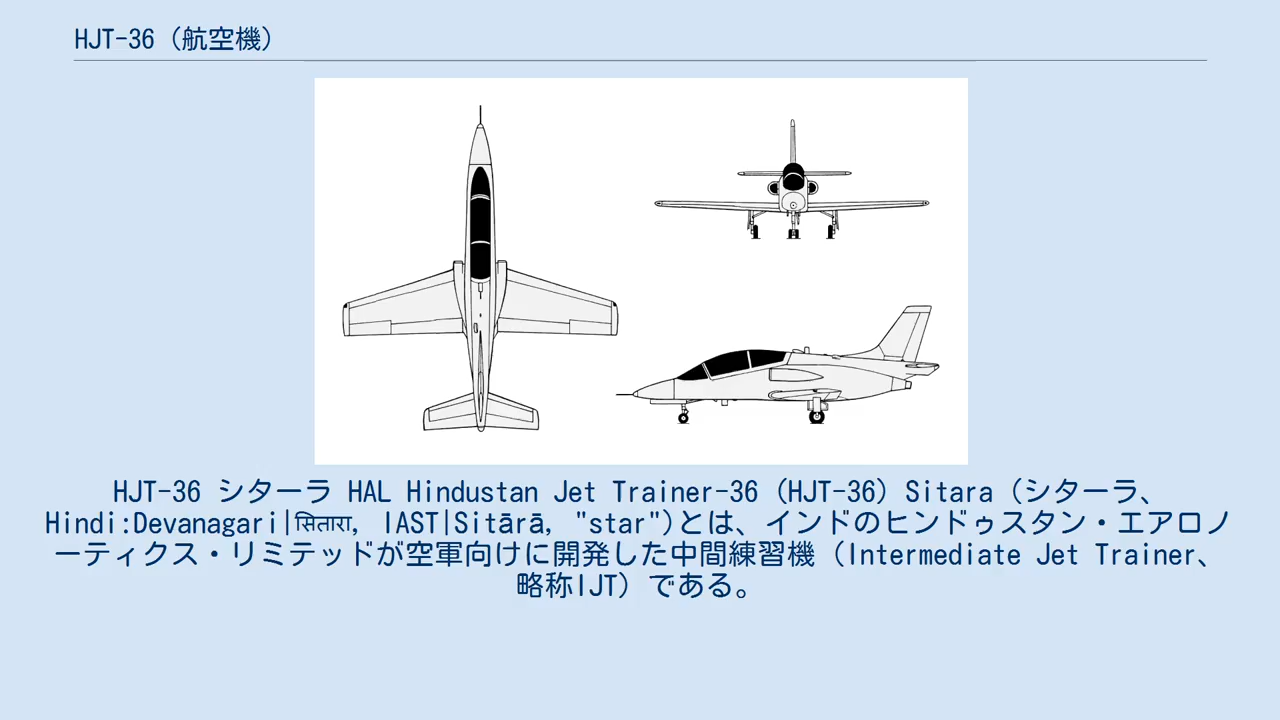 HJT-36（航空機）
HJT-36 シターラ HAL Hindustan Jet Trainer-36（HJT-36）Sitara（シターラ、
Hindi:Devanagari|सितारा, IAST|Sitārā, "star")とは、インドのヒンドゥスタン・エアロノ
ーティクス・リミテッドが空軍向けに開発した中間練習機（Intermediate Jet Trainer、
略称IJT）である。